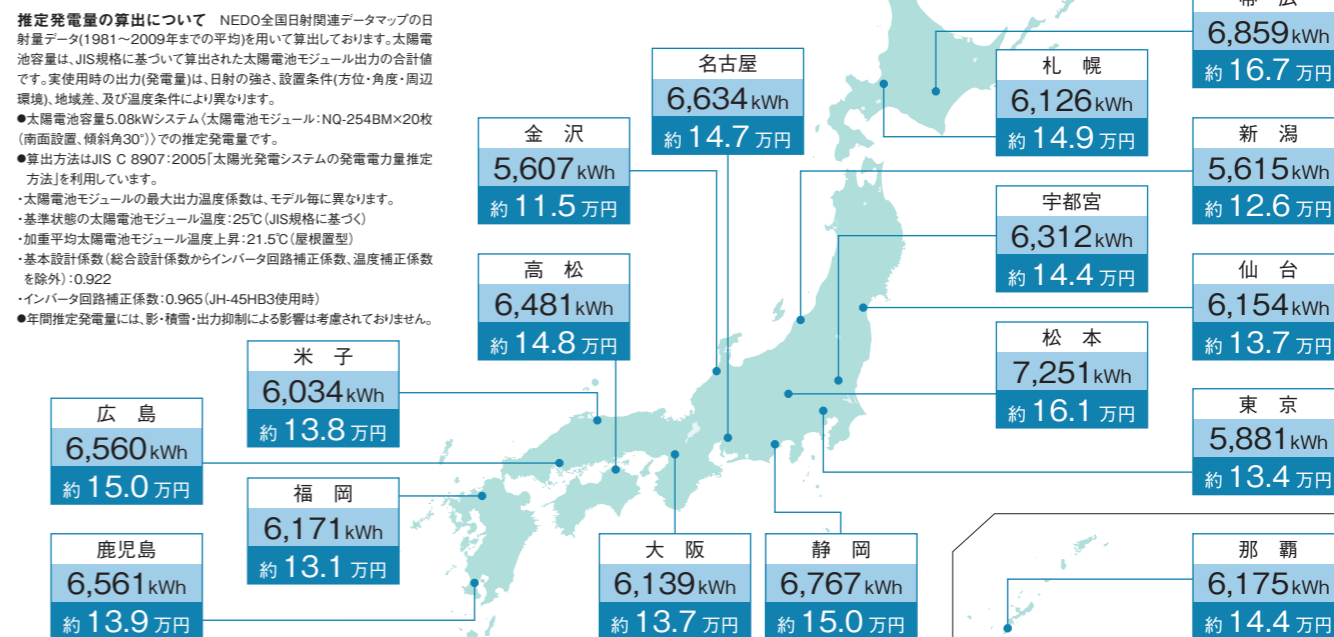 推定発電量の算出について NEDO全国日射関連データマップの日
射量データ(1981～2009年までの平均)を用いて算出しております。太陽電
池容量は、JIS規格に基づいて算出された太陽電池モジュール出力の合計値
です。実使用時の出力(発電量)は、日射の強さ、設置条件(方位・角度・周辺
環境)、地域差、及び温度条件により異なります。
●太陽電池容量5.08kWシステム〈太陽電池モジュール:NQ-254BM×20枚
(南面設置、傾斜角30°)〉での推定発電量です。
●算出方法はJIS C 8907:2005「太陽光発電システムの発電電力量推定
方法」を利用しています。
・太陽電池モジュールの最大出力温度係数は、モデル毎に異なります。
・基準状態の太陽電池モジュール温度:25℃(JIS規格に基づく)
・加重平均太陽電池モジュール温度上昇:21.5℃(屋根置型)
・基本設計係数(総合設計係数からインバータ回路補正係数、温度補正係数
を除外):0.922
・インバータ回路補正係数:0.965(JH-45HB3使用時)
●年間推定発電量には、影・積雪・出力抑制による影響は考慮されておりません。
6,859kWh
約16.7万円
名古屋
6,634kWh
約14.7万円
札 幌
6,126kWh
約14.9万円
金 沢
5,607kWh
約11.5万円
新 潟
5,615kWh
約12.6万円
宇都宮
6,312kWh
約14.4万円
高 松
6,481kWh
約14.8万円
仙 台
6,154kWh
約13.7万円
松 本
7,251kWh
約16.1万円
米 子
6,034kWh
約13.8万円
東 京
5,881kWh
約13.4万円
広 島
6,560kWh
約15.0万円
福 岡
6,171kWh
約13.1万円
鹿児島
6,561kWh
約13.9万円
大 阪
6,139kWh
約13.7万円
静 岡
6,767kWh
約15.0万円
那 覇
6,175kWh
約14.4万円